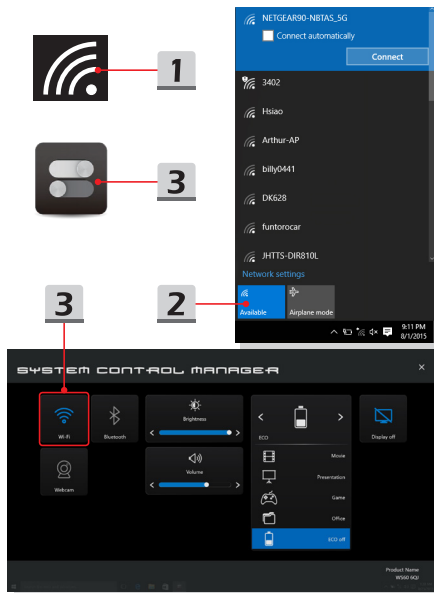 NETGEAR90-NBTAS_5G
Connect automatically
Connect
1
3402
Hsiao
Arthur-AP
3
billy0441
DK628
funtorocar
JHTTS-DIR810L
Network settings
3
2
Available
Airplane mode
9:11 PM
8/1/2015
SYSTEM CONTROL MANAGER
Wi-Fi
Bluetooth
Brightness
ECO
Display off
Movie
Webcam
Volume
Presentation
Game
Office
ECO off
Product Name
WS60 6QJ